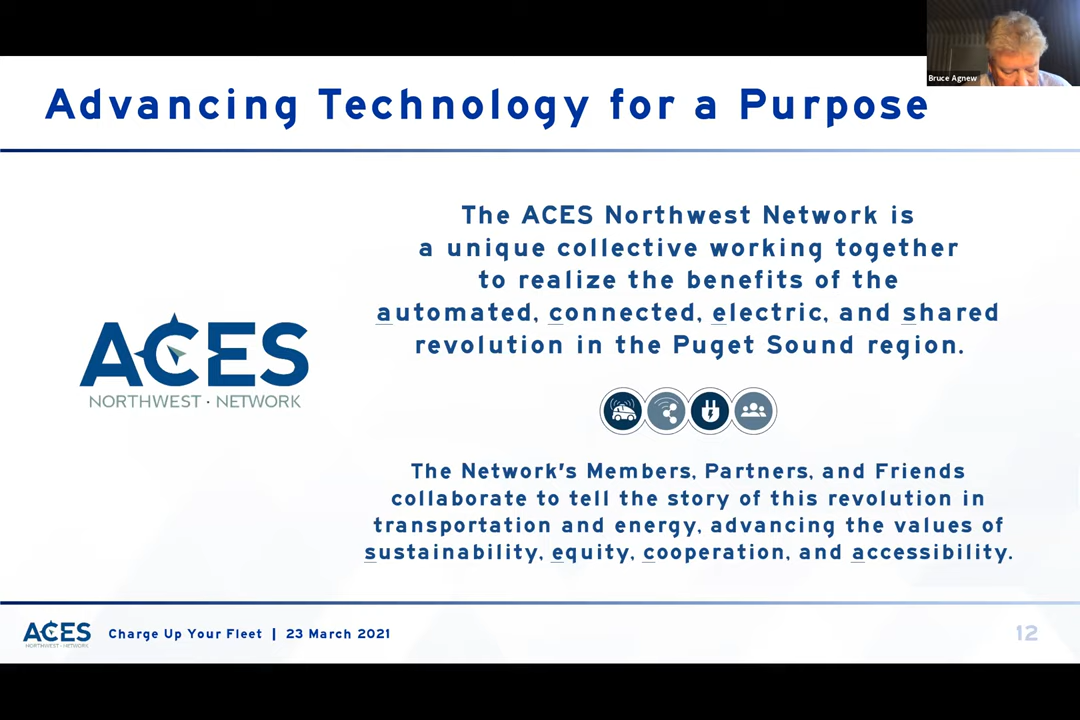 Bruce Agnew
Advancing Technology for a Purpose
The ACES Northwest Network is
a unique collective working together
to realize the benefits of the
automated, connected, electric, and shared
revolution in the Puget Sound region.
ACES
NORTHWEST · NETWORK
The Network's Members, Partners, and Friends
collaborate to tell the story of this revolution in
transportation and energy, advancing the values of
sustainability, equity, cooperation, and accessibility.
ACES
NORTHWEST · NETWORK
Charge Up Your Fleet | 23 March 2021
12